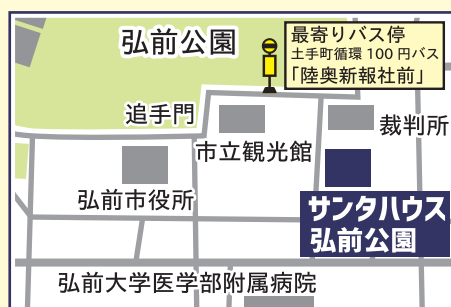 弘前公園
最寄りバス停
土手町循環100円バス
「陸奥新報社前」
追手門
裁判所
市立観光館
弘前市役所
サンタハウス
弘前公園
弘前大学医学部附属病院